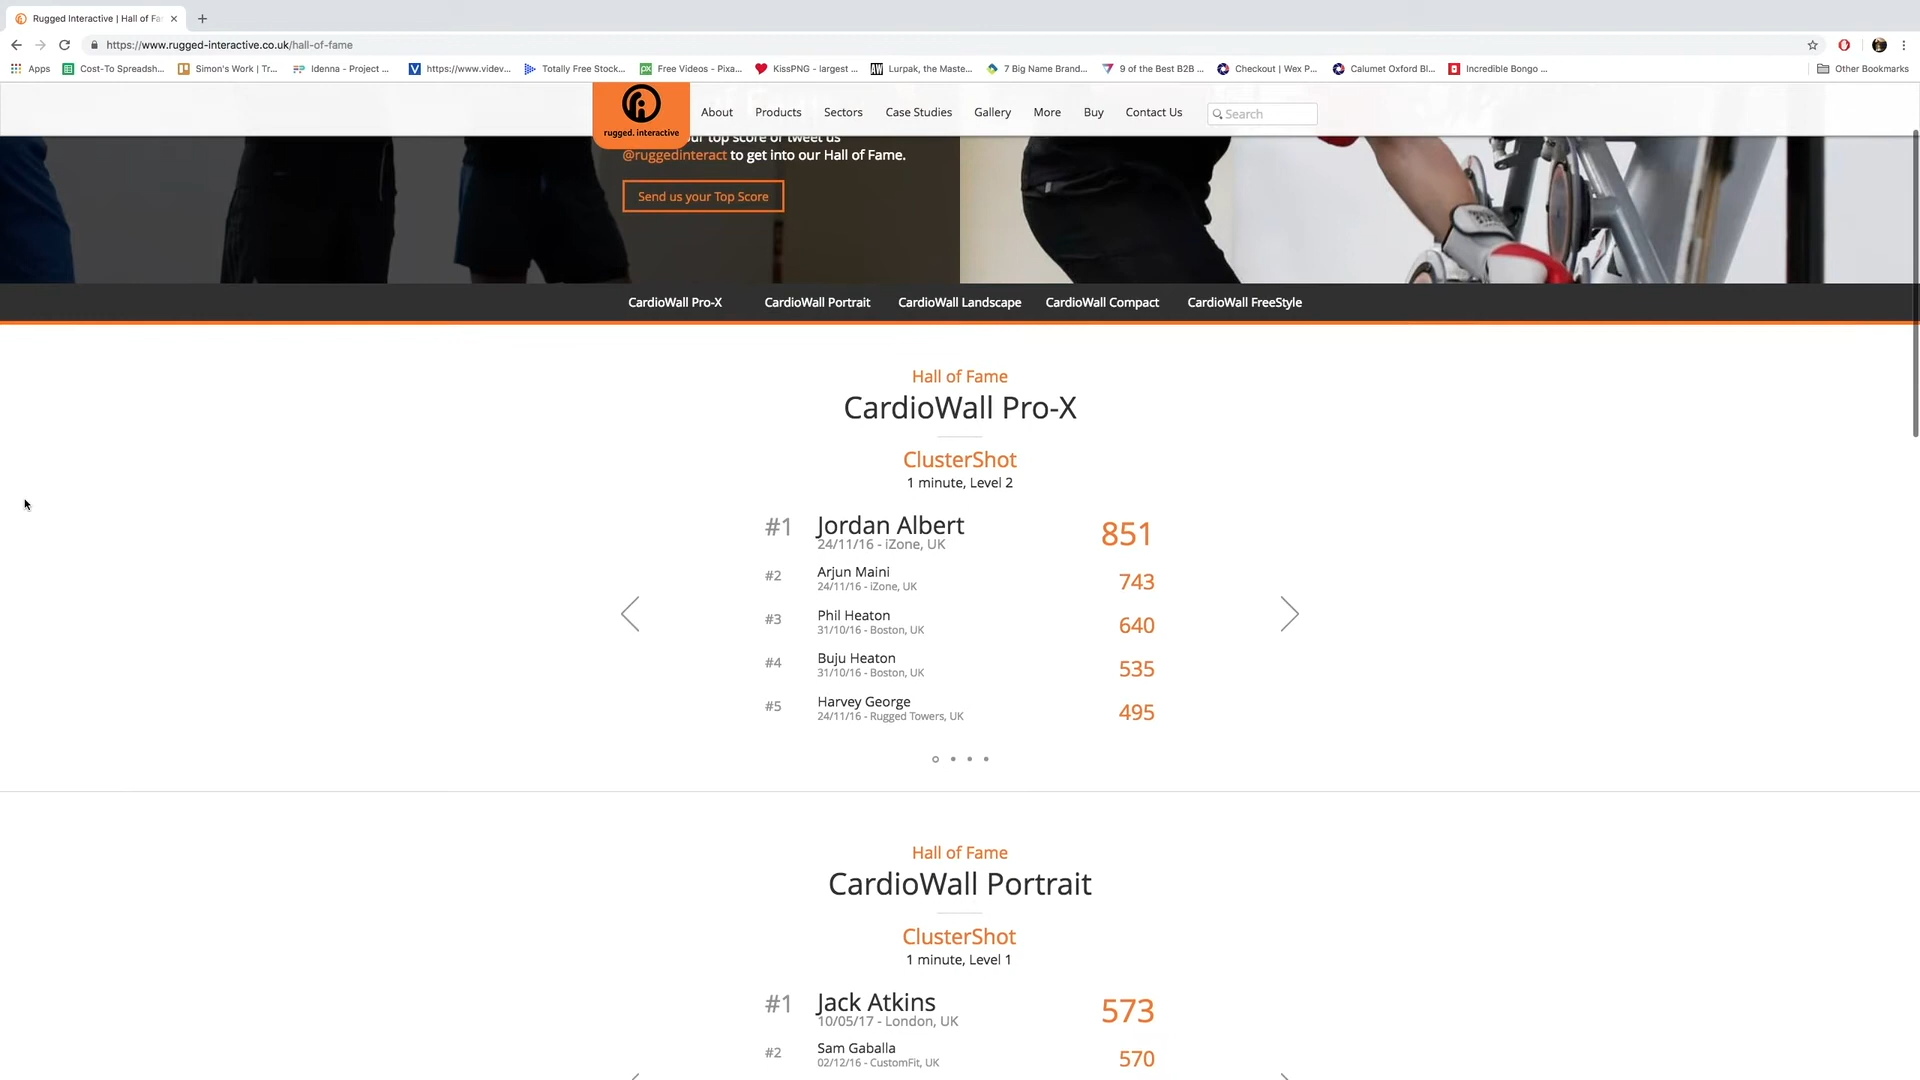 Rugged Interactive | Hall of Fa
https://www.rugged-interactive.co.uk/hall-of-fame
Apps Cost-To Spreadsh... Simon's Work | Tr... Idenna - Project ... https://www.videv... Totally Free Stock... Free Videos - Pixa... KissPNG - largest ... Lurpak, the Maste... 7 Big Name Brand... 9 of the Best B2B ... Checkout | Wex P... Calumet Oxford Bl... Incredible Bongo ... Other Bookmarks
rugged. interactive
About Products Sectors Case Studies Gallery More Buy Contact Us Search
your top score or tweet us
@ruggedinteract to get into our Hall of Fame.
Send us your Top Score
CardioWall Pro-X CardioWall Portrait CardioWall Landscape CardioWall Compact CardioWall FreeStyle
Hall of Fame
CardioWall Pro-X
ClusterShot
1 minute, Level 2
#1 Jordan Albert 851
24/11/16 - iZone, UK
#2 Arjun Maini 743
24/11/16 - iZone, UK
#3 Phil Heaton 640
31/10/16 - Boston, UK
#4 Buju Heaton 535
31/10/16 - Boston, UK
#5 Harvey George 495
24/11/16 - Rugged Towers, UK
Hall of Fame
CardioWall Portrait
ClusterShot
1 minute, Level 1
#1 Jack Atkins 573
10/05/17 - London, UK
#2 Sam Gaballa 570
02/12/16 - CustomFit, UK